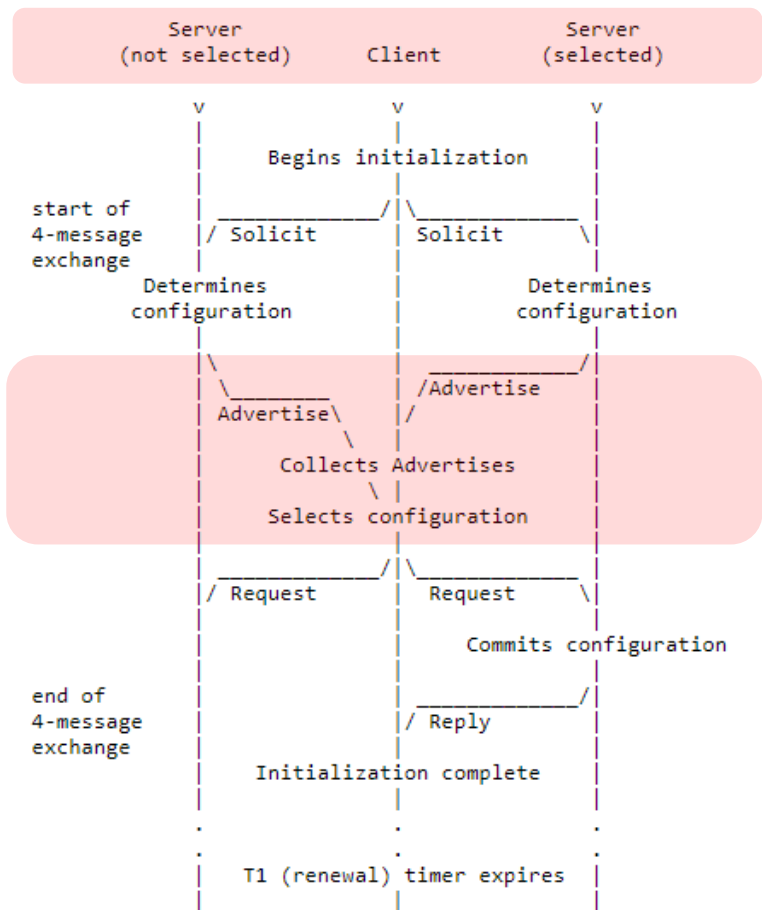 Server Server
(not selected) Client (selected)
v v v
Begins initialization
start of
4-message Solicit Solicit
exchange
Determines Determines
configuration configuration
Advertise
Advertise
Collects Advertises
Selects configuration
Request Request
Commits configuration
end of
4-message Reply
exchange
Initialization complete
. . .
. . .
T1 (renewal) timer expires